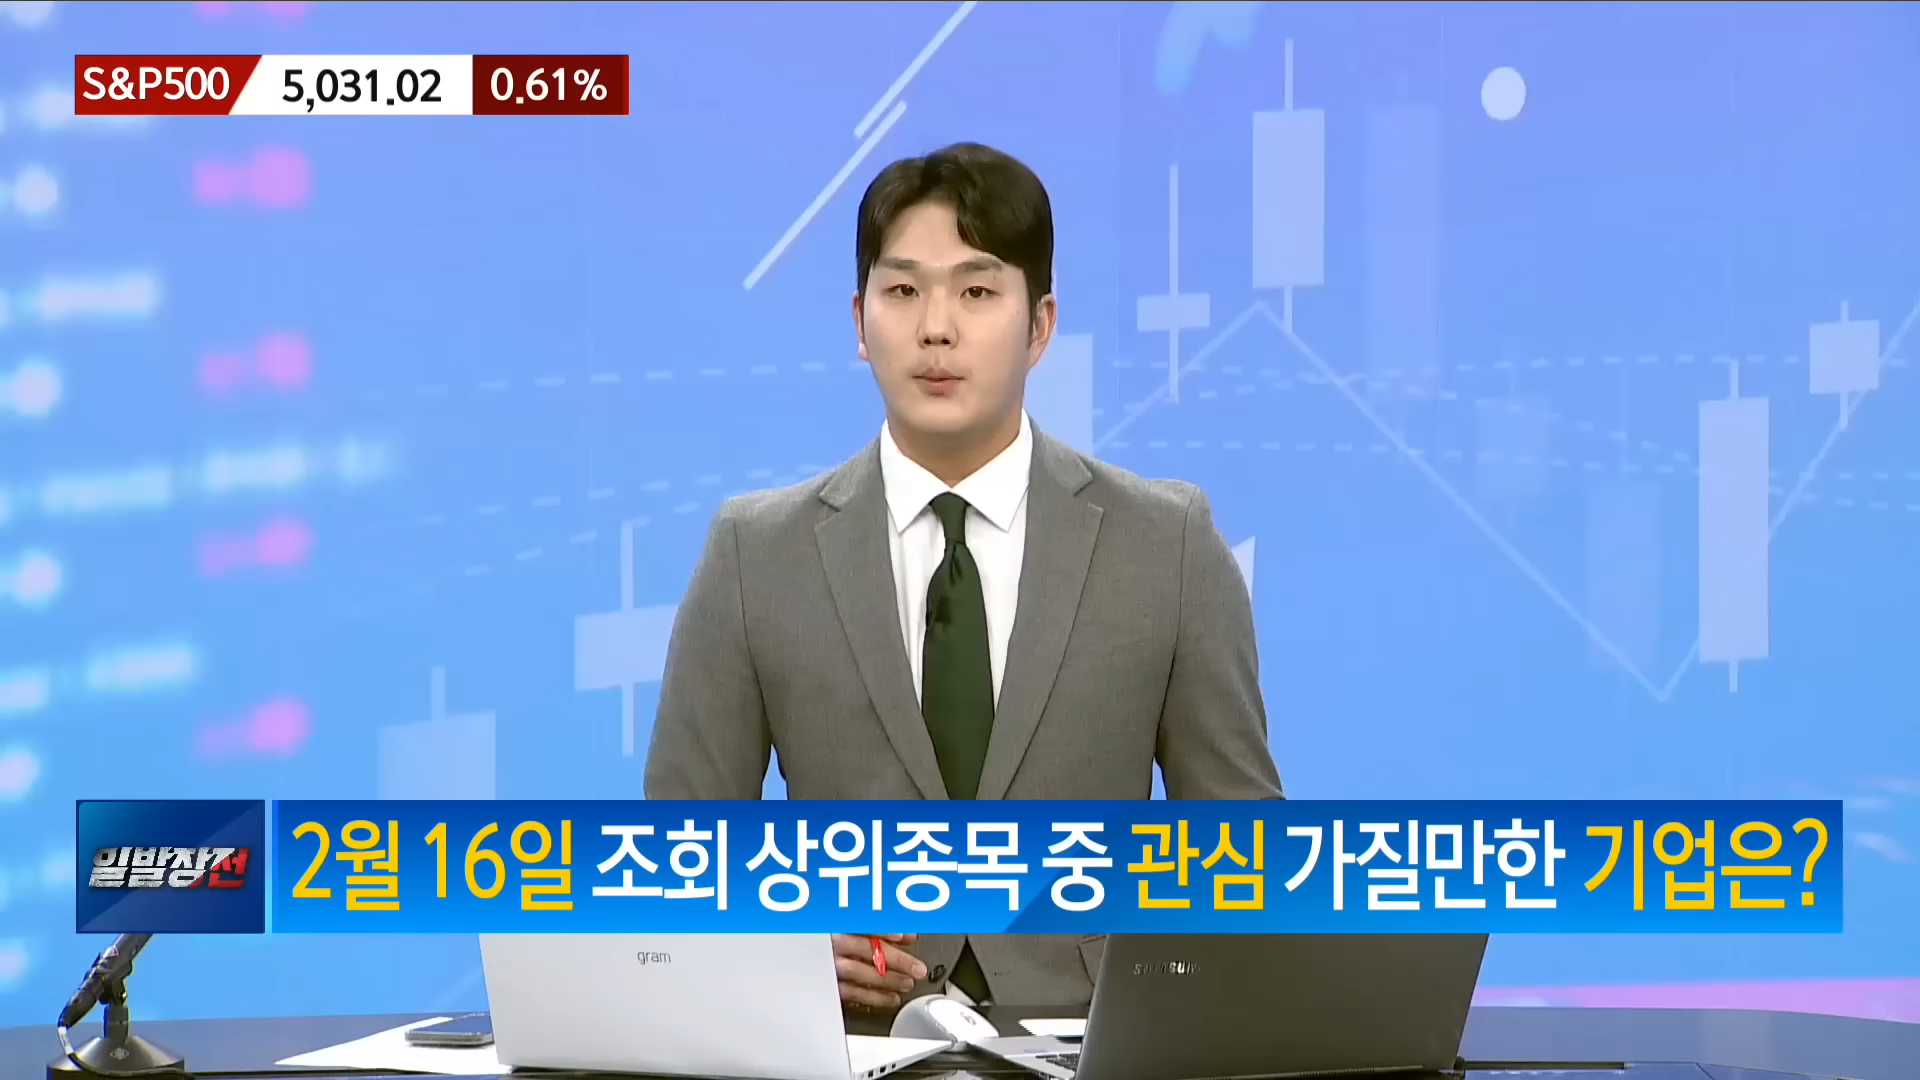 S&P500 5,031.02 0.61%
일발장전
2월 16일 조회 상위종목 중 관심 가질만한 기업은?
gram
SAMSUNG